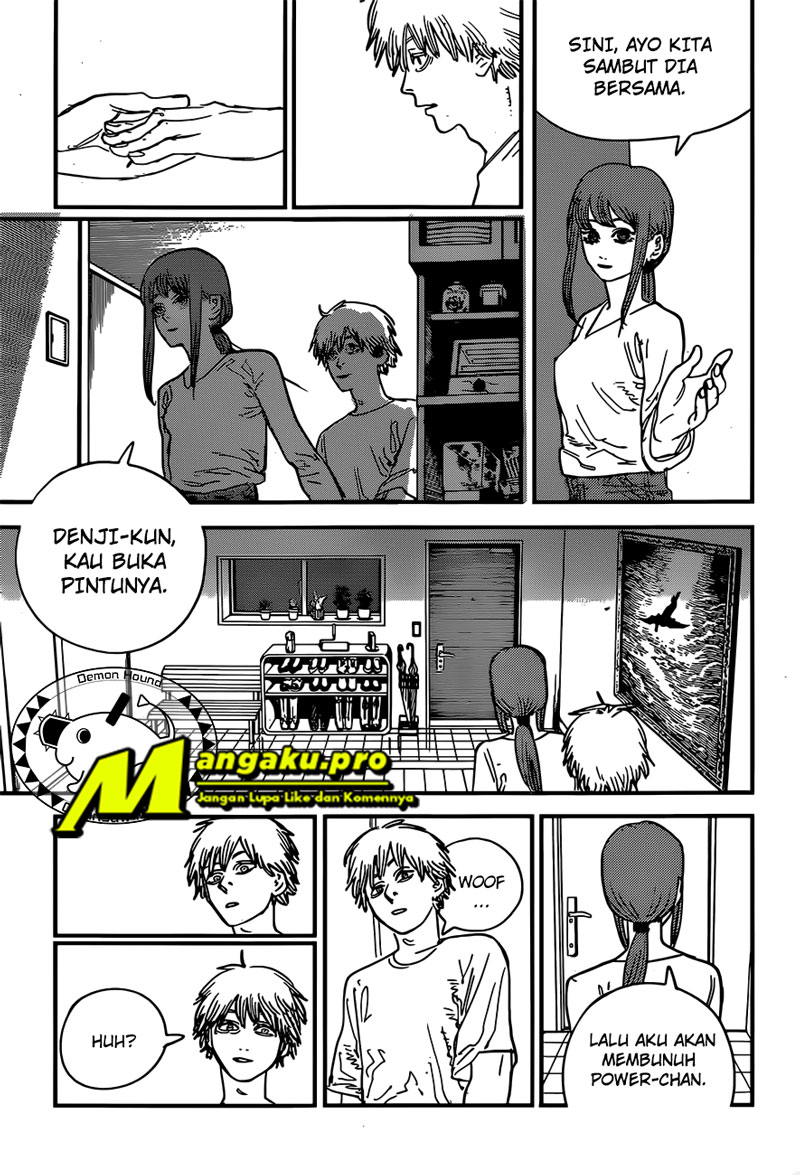 SINI, AYO KITA
SAMBUT DIA
BERSAMA.
DENJI-KUN,
KAU BUKA
PINTUNYA.
Demon Hound
Mangaku.pro
Jangan Lupa Like dan Komennya
LALU AKU AKAN
MEMBUNUH
POWER-CHAN.
WOOF
...
HUH?